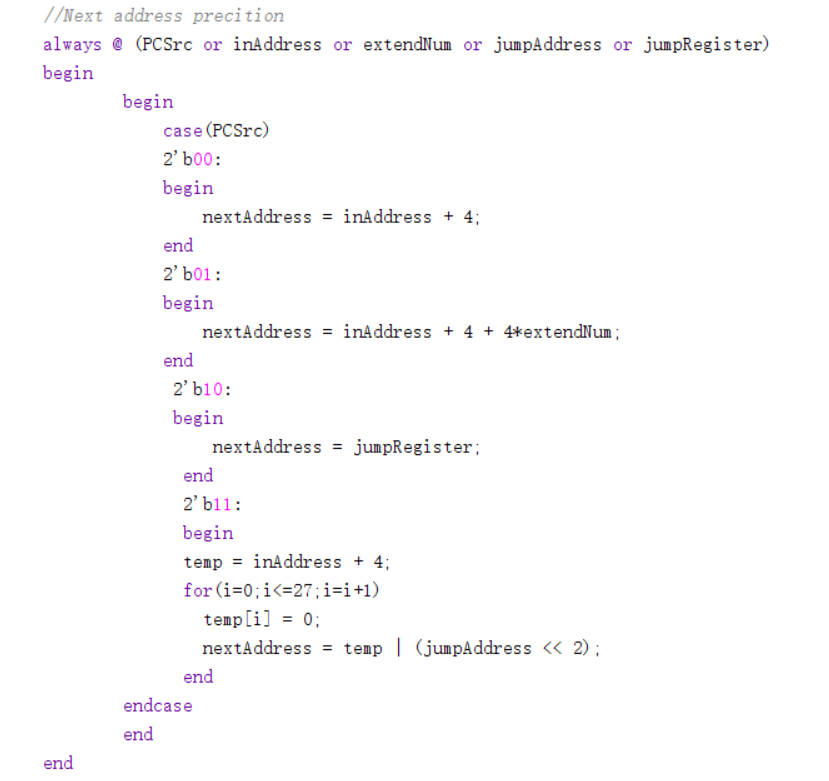 //Next address precition
always @ (PCSrc or inAddress or extendNum or jumpAddress or jumpRegister)
begin
begin
case(PCSrc)
2'b00:
begin
nextAddress = inAddress + 4;
end
2'b01:
begin
nextAddress = inAddress + 4 + 4*extendNum;
end
2'b10:
begin
nextAddress = jumpRegister;
end
2'b11:
begin
temp = inAddress + 4;
for(i=0;i<=27;i=i+1)
temp[i] = 0;
nextAddress = temp | (jumpAddress << 2);
end
endcase
end
end